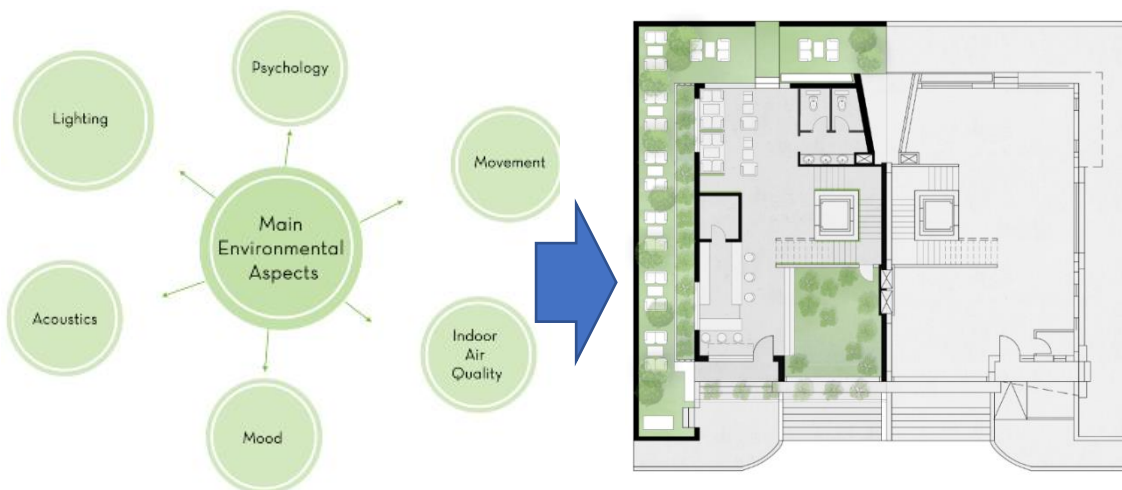 Psychology
Lighting
Movement
Main
Environmental
Aspects
Acoustics
Indoor
Air
Quality
Mood